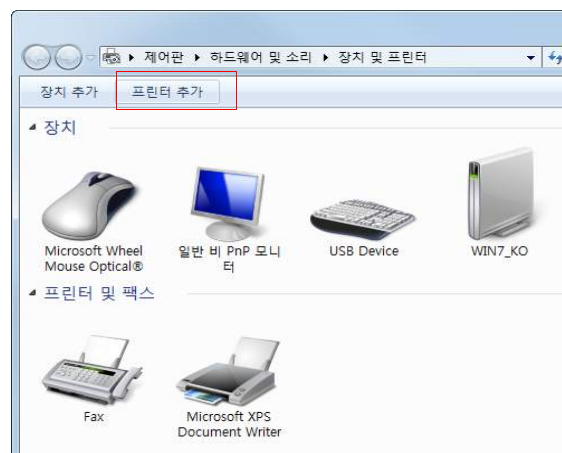 ▸ 제어판 ▸ 하드웨어 및 소리 ▸ 장치 및 프린터
장치 추가 프린터 추가
장치
Microsoft Wheel
Mouse Optical®
일반 비 PnP 모니
터
USB Device
WIN7_KO
프린터 및 팩스
Fax
Microsoft XPS
Document Writer